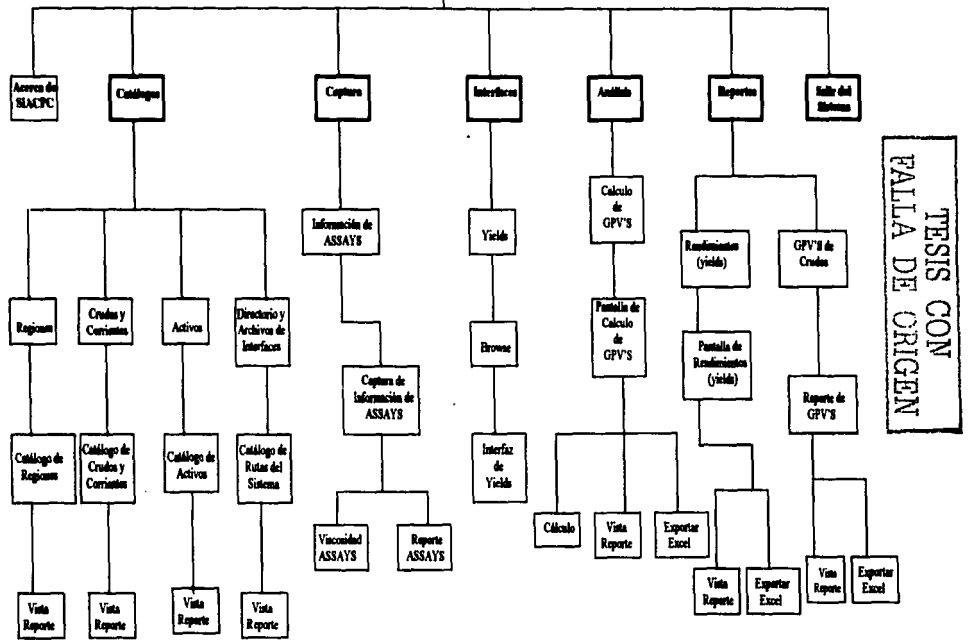 Acerca de
SIACPC
Catálogos
Captura
Interfaces
Análisis
Reportes
Salir del
Sistema
Regiones
Crudos y
Corrientes
Activos
Directorio y
Archivos de
Interfaces
Catálogo de
Regiones
Catálogo de
Crudos y
Corrientes
Catálogo de
Activos
Catálogo de
Rutas del
Sistema
Vista
Reporte
Vista
Reporte
Vista
Reporte
Vista
Reporte
Información de
ASSAYS
Captura de
Información de
ASSAYS
Viscosidad
ASSAYS
Reporte
ASSAYS
Yields
Browse
Interfaz
de
Yields
Calculo
de
GPV'S
Pantalla de
Calculo
de
GPV'S
Cálculo
Vista
Reporte
Exportar
Excel
Rendimientos
(yields)
Pantalla de
Rendimientos
(yields)
Vista
Reporte
Exportar
Excel
GPV'S de
Crudos
Reporte de
GPV'S
Vista
Reporte
Exportar
Excel
TESIS CON
FALLA DE ORIGEN